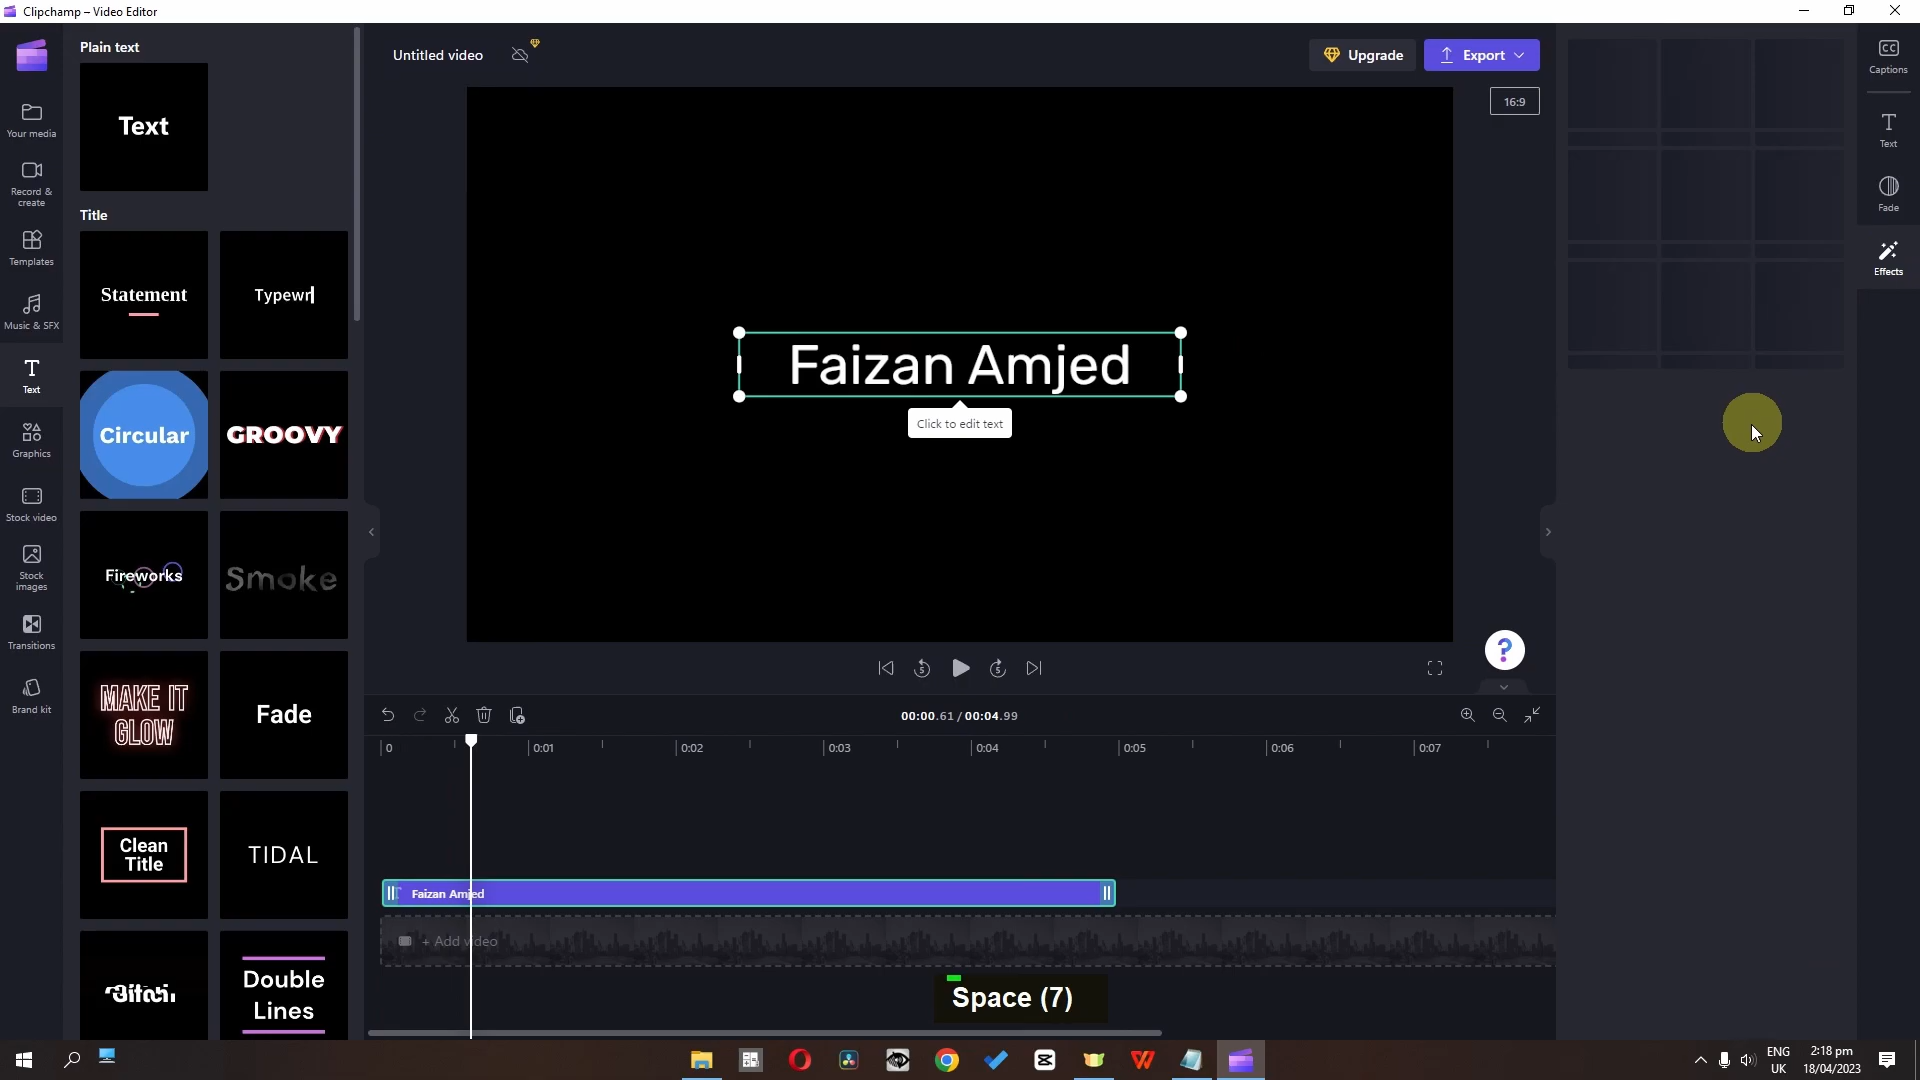 Clipchamp – Video Editor
Plain text
Text
Title
Statement
Typewr
Circular
GROOVY
Fireworks
Smoke
MAKE IT
GLOW
Fade
Clean
Title
TIDAL
Glitch
Double
Lines
Your media
Record &
create
Templates
Music & SFX
Text
Graphics
Stock video
Stock
images
Transitions
Brand kit
Untitled video
Upgrade
Export
16:9
Faizan Amjed
Click to edit text
?
5
5
00:00.61 / 00:04.99
0
0:01
0:02
0:03
0:04
0:05
0:06
0:07
Faizan Amjed
+ Add video
Space (7)
CC
Captions
Text
Fade
Effects
ENG
UK
2:18 pm
18/04/2023